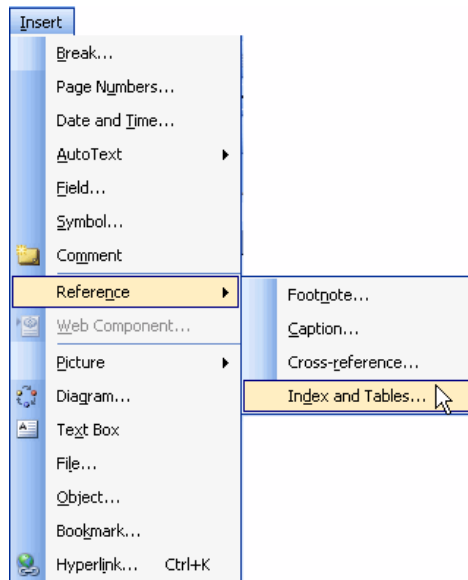 Insert
Break...
Page Numbers...
Date and Time...
AutoText
Field...
Symbol...
Comment
Reference
Footnote...
Web Component...
Caption...
Picture
Cross-reference...
Diagram...
Index and Tables...
Text Box
File...
Object...
Bookmark...
Hyperlink... Ctrl+K